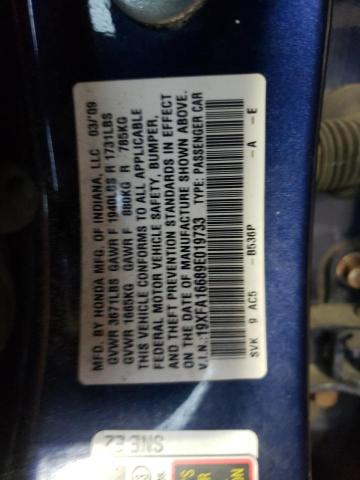 MFD. BY HONDA MFG. OF INDIANA, LLC 03/'09
GVWR 3671LBS GAWR F 1940LBS R 1731LBS
GVWR 1665KG GAWR F 880KG R 785KG
THIS VEHICLE CONFORMS TO ALL APPLICABLE
FEDERAL MOTOR VEHICLE SAFETY, BUMPER,
AND THEFT PREVENTION STANDARDS IN EFFECT
ON THE DATE OF MANUFACTURE SHOWN ABOVE.
V.I.N.:19XFA16689E019733 TYPE: PASSENGER CAR
SVK 9 AC5 -B536P -A -E
SNE E2